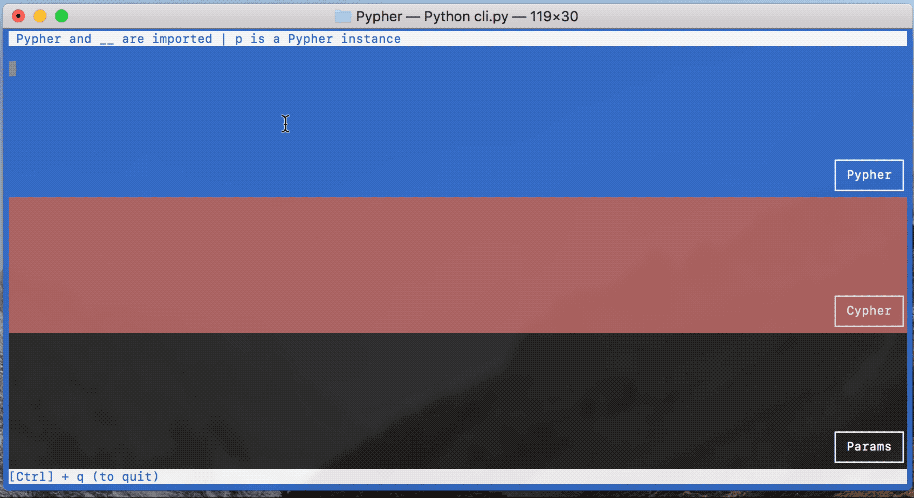 Pypher — Python cli.py — 119×30
Pypher and __ are imported | p is a Pypher instance
Pypher
Cypher
Params
[Ctrl] + q (to quit)